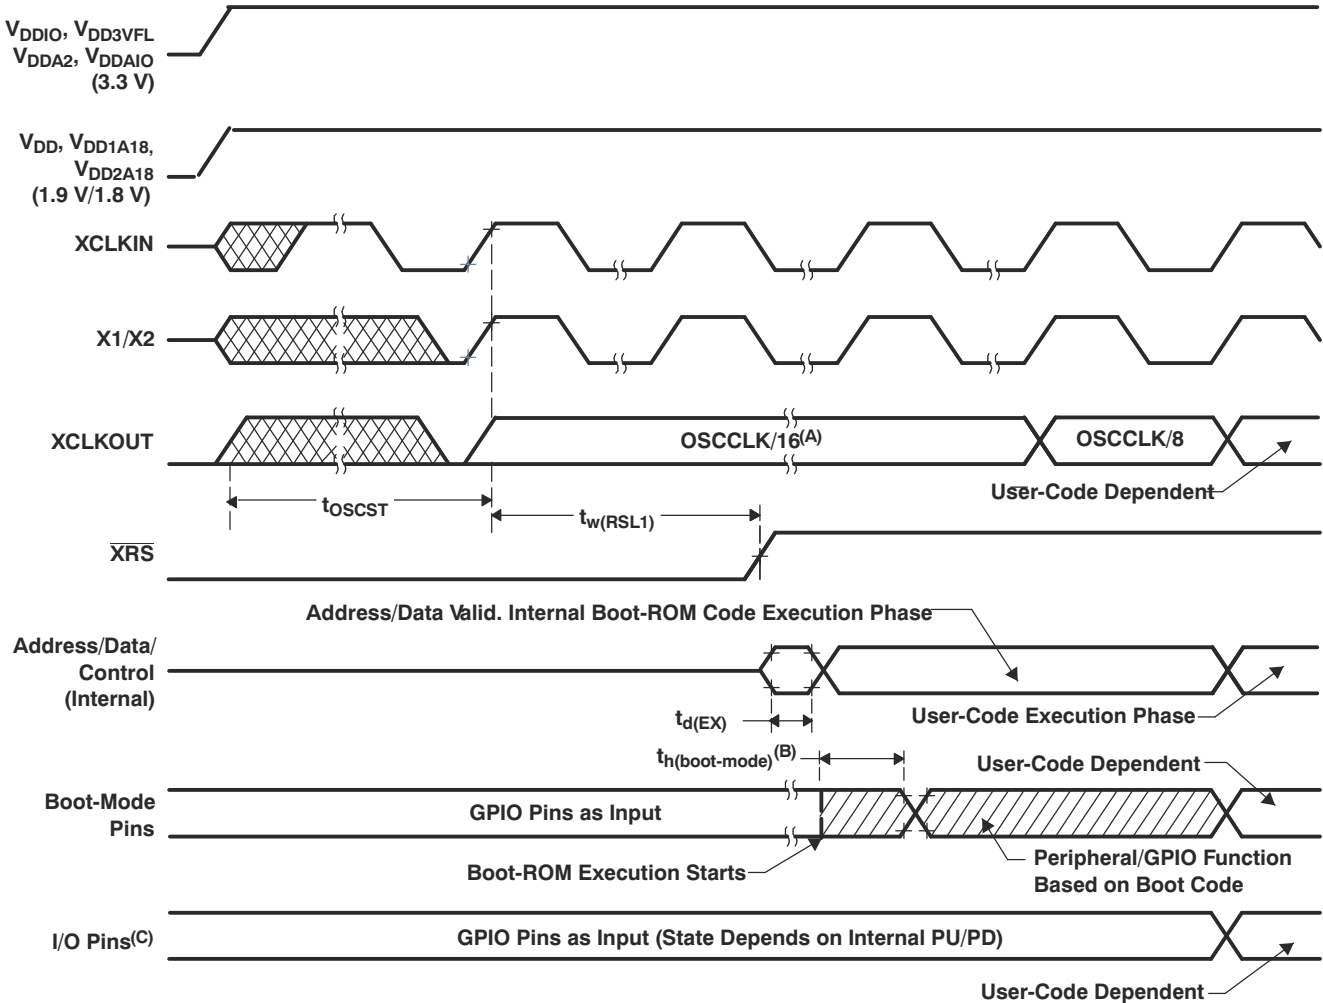 VDDIO, VDD3VFL
VDDA2, VDDAIO
(3.3 V)
VDD, VDD1A18,
VDD2A18
(1.9 V/1.8 V)
XCLKIN
X1/X2
XCLKOUT
OSCCLK/16(A)
OSCCLK/8
User-Code Dependent
tOSCST
tw(RSL1)
XRS
Address/Data Valid. Internal Boot-ROM Code Execution Phase
Address/Data/
Control
(Internal)
td(EX)
User-Code Execution Phase
th(boot-mode)(B)
User-Code Dependent
Boot-Mode
Pins
GPIO Pins as Input
Boot-ROM Execution Starts
Peripheral/GPIO Function
Based on Boot Code
I/O Pins(C)
GPIO Pins as Input (State Depends on Internal PU/PD)
User-Code Dependent